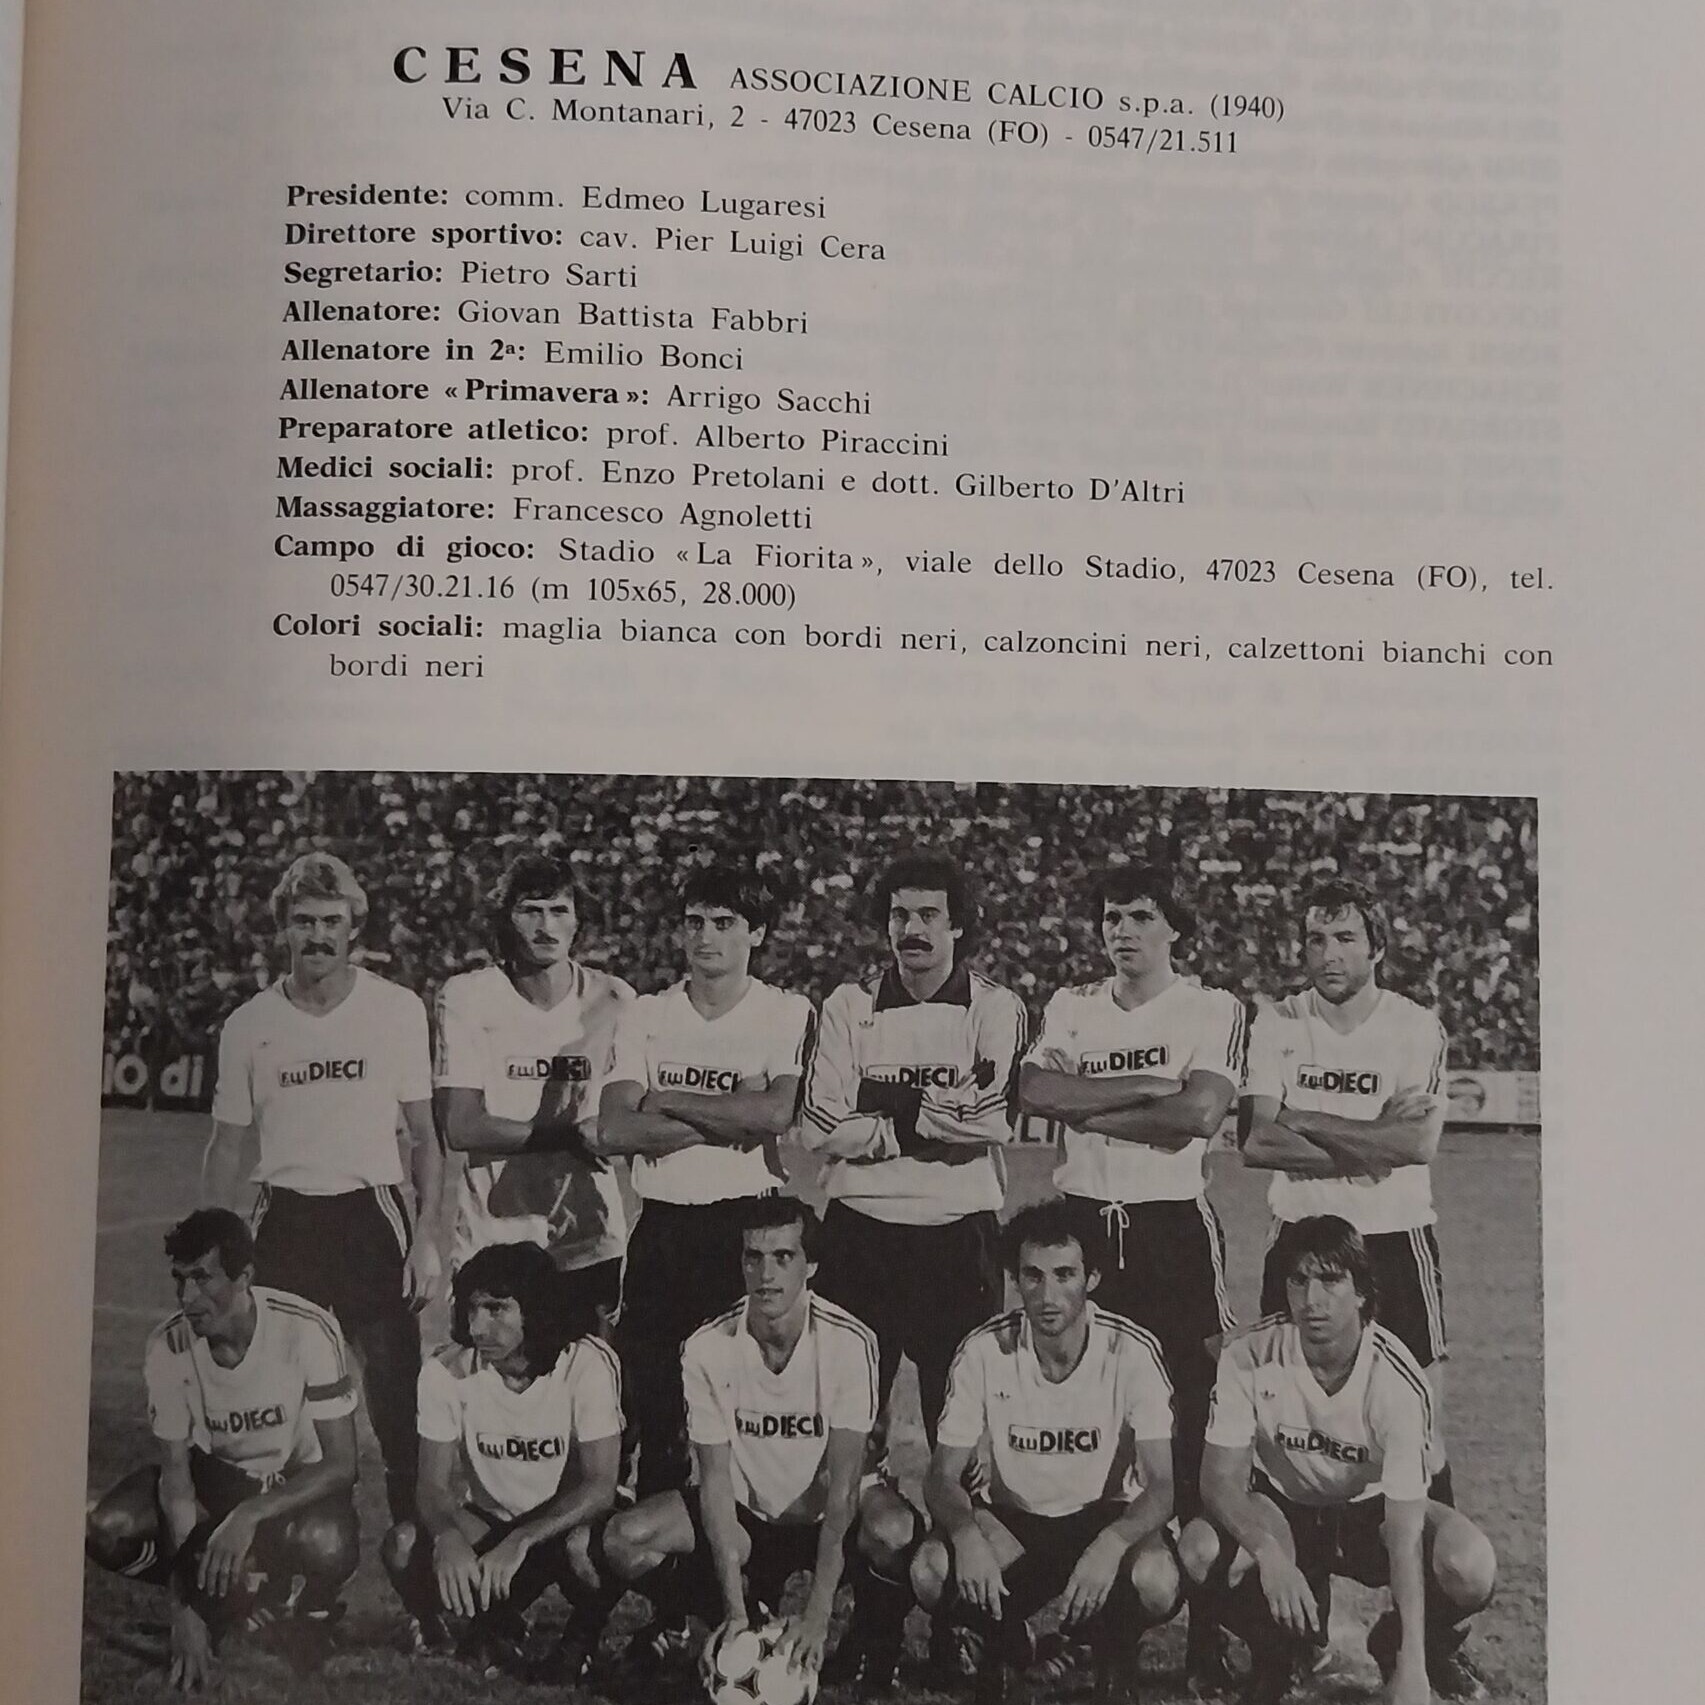 CESENA ASSOCIAZIONE CALCIO s.p.a. (1940)
Via C. Montanari, 2 - 47023 Cesena (FO) - 0547/21.511
Presidente: comm. Edmeo Lugaresi
Direttore sportivo: cav. Pier Luigi Cera
Segretario: Pietro Sarti
Allenatore: Giovan Battista Fabbri
Allenatore in 2ª: Emilio Bonci
Allenatore «Primavera»: Arrigo Sacchi
Preparatore atletico: prof. Alberto Piraccini
Medici sociali: prof. Enzo Pretolani e dott. Gilberto D'Altri
Massaggiatore: Francesco Agnoletti
Campo di gioco: Stadio «La Fiorita», viale dello Stadio, 47023 Cesena (FO), tel.
0547/30.21.16 (m 105x65, 28.000)
Colori sociali: maglia bianca con bordi neri, calzoncini neri, calzettoni bianchi con
bordi neri
IO di
F.LLI DIECI
F.LLI DIECI
F.LLI DIECI
DIECI
F.LLI DIECI
F.LLI DIECI
DIECI
F.LLI DIECI
F.LLI DIECI
F.LLI DIECI
F.LLI DIECI